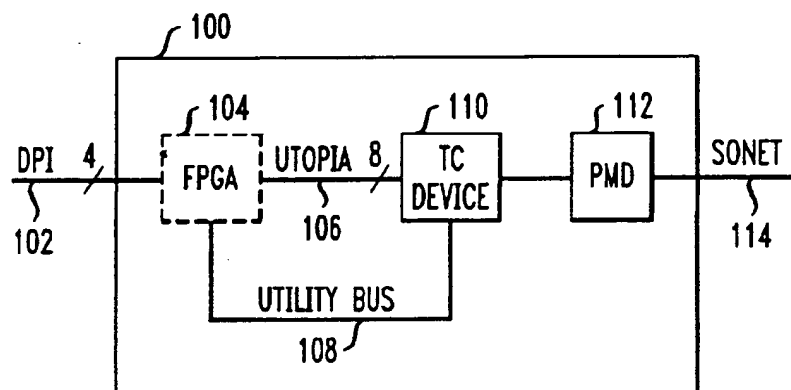 100
104
110
112
DPI 4
FPGA
UTOPIA 8
TC
DEVICE
PMD
SONET
102
106
114
UTILITY BUS
108